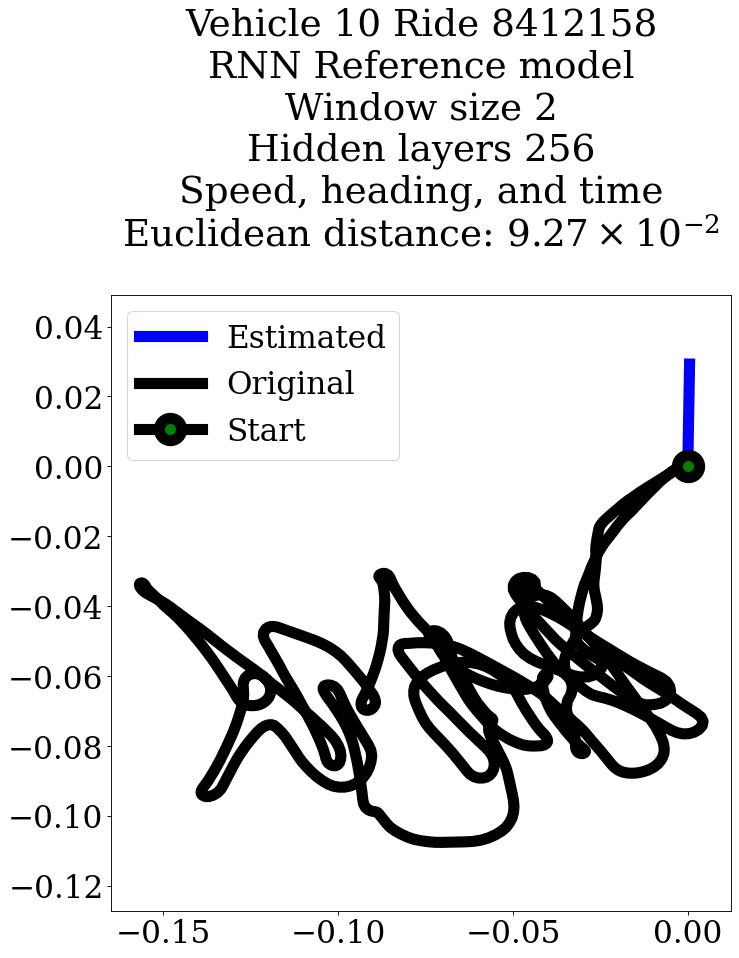 Vehicle 10 Ride 8412158
RNN Reference model
Window size 2
Hidden layers 256
Speed, heading, and time
Euclidean distance: 9.27 × 10⁻²
Estimated
Original
Start
0.04
0.02
0.00
−0.02
−0.04
−0.06
−0.08
−0.10
−0.12
−0.15 −0.10 −0.05 0.00